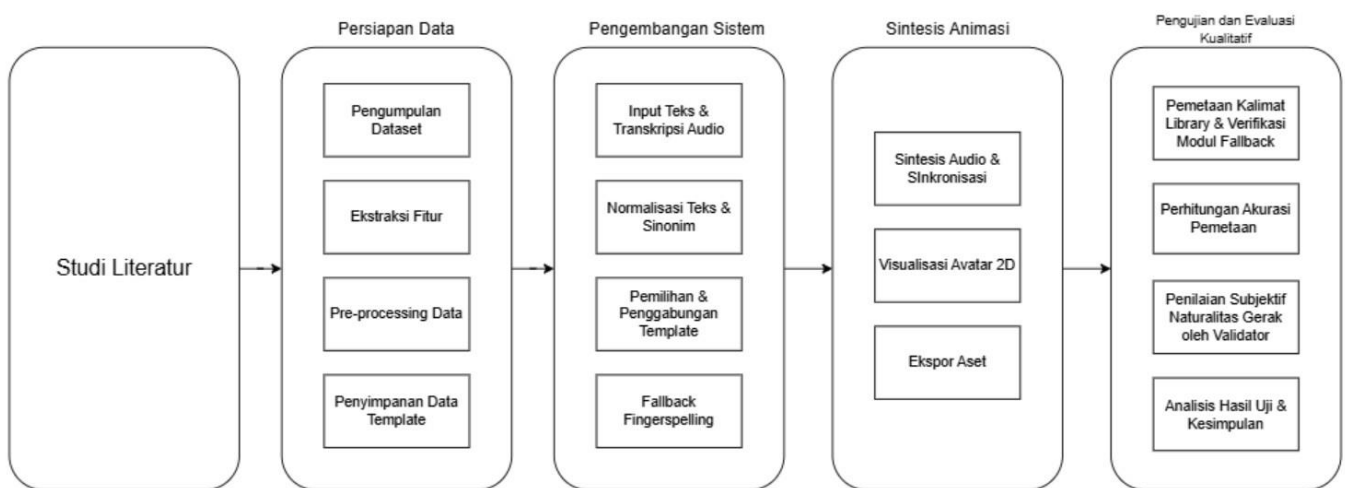 Studi Literatur
Persiapan Data
Pengumpulan
Dataset
Ekstraksi Fitur
Pre-processing Data
Penyimpanan Data
Template
Pengembangan Sistem
Input Teks &
Transkripsi Audio
Normalisasi Teks &
Sinonim
Pemilihan &
Penggabungan
Template
Fallback
Fingerspelling
Sintesis Animasi
Sintesis Audio &
SInkronisasi
Visualisasi Avatar 2D
Ekspor Aset
Pengujian dan Evaluasi
Kualitatif
Pemetaan Kalimat
Library & Verifikasi
Modul Fallback
Perhitungan Akurasi
Pemetaan
Penilaian Subjektif
Naturalitas Gerak
oleh Validator
Analisis Hasil Uji &
Kesimpulan